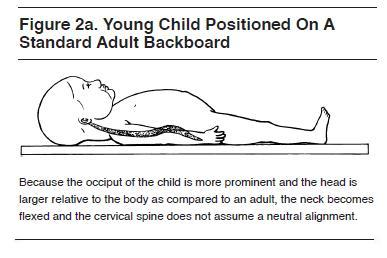 Figure 2a. Young Child Positioned On A
Standard Adult Backboard
Because the occiput of the child is more prominent and the head is
larger relative to the body as compared to an adult, the neck becomes
flexed and the cervical spine does not assume a neutral alignment.